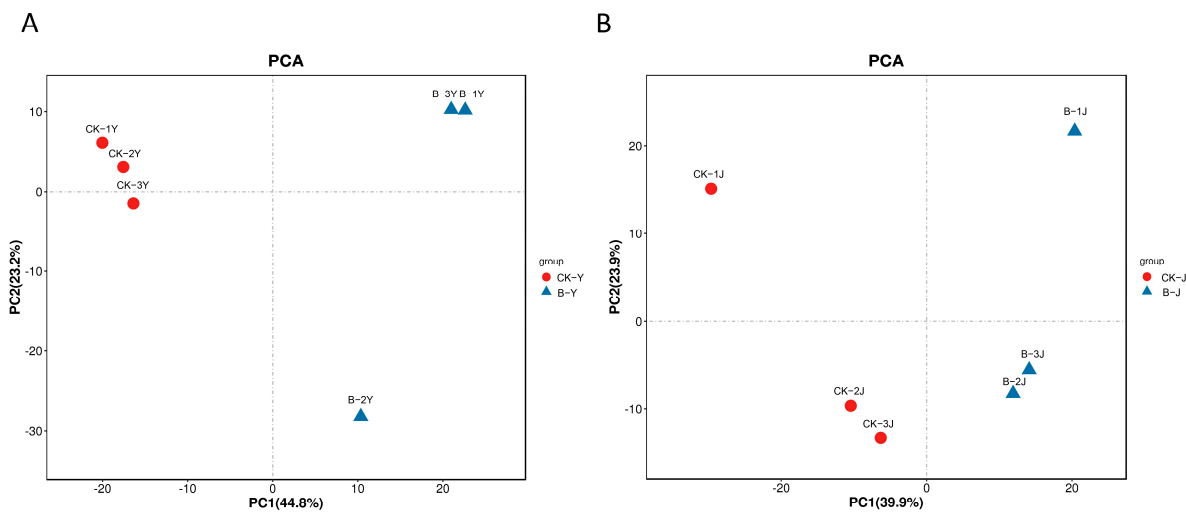 A
PCA
10
0
-10
-20
-30
PC2(23.2%)
CK-1Y
CK-2Y
CK-3Y
B 3Y B 1Y
B-2Y
-20
-10
0
10
20
PC1(44.8%)
group
CK-Y
B-Y
B
PCA
20
10
0
-10
PC2(23.9%)
B-1J
CK-1J
B-3J
B-2J
CK-2J
CK-3J
-20
0
20
PC1(39.9%)
group
CK-J
B-J